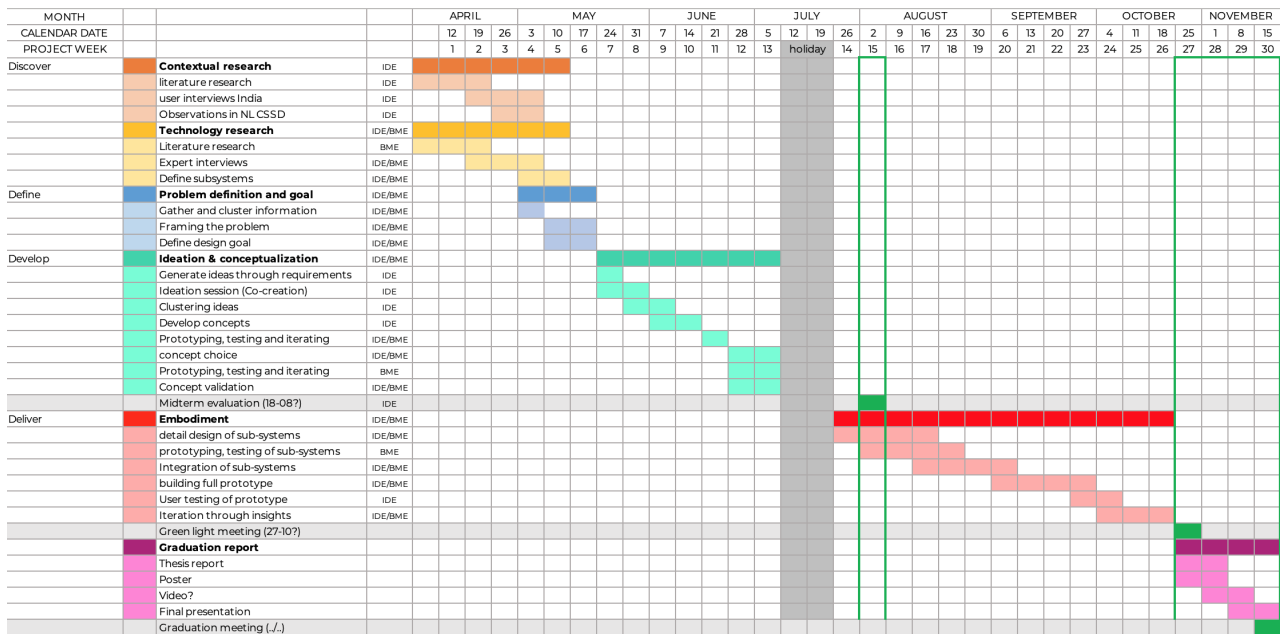 MONTH APRIL MAY JUNE JULY AUGUST SEPTEMBER OCTOBER NOVEMBER
CALENDAR DATE 12 19 26 3 10 17 24 31 7 14 21 28 5 12 19 26 2 9 16 23 30 6 13 20 27 4 11 18 25 1 8 15
PROJECT WEEK 1 2 3 4 5 6 7 8 9 10 11 12 13 holiday 14 15 16 17 18 19 20 21 22 23 24 25 26 27 28 29 30
Discover Contextual research IDE
literature research IDE
user interviews India IDE
Observations in NL CSSD IDE
Technology research IDE/BME
Literature research BME
Expert interviews IDE/BME
Define subsystems IDE/BME
Define Problem definition and goal IDE/BME
Gather and cluster information IDE/BME
Framing the problem IDE/BME
Define design goal IDE/BME
Develop Ideation & conceptualization IDE/BME
Generate ideas through requirements IDE
Ideation session (Co-creation) IDE
Clustering ideas IDE/BME
Develop concepts IDE
Prototyping, testing and iterating IDE/BME
concept choice IDE/BME
Prototyping, testing and iterating BME
Concept validation IDE/BME
Midterm evaluation (18-08?) IDE
Deliver Embodiment IDE/BME
detail design of sub-systems IDE/BME
prototyping, testing of sub-systems BME
Integration of sub-systems IDE/BME
building full prototype IDE/BME
User testing of prototype IDE
Iteration through insights IDE/BME
Green light meeting (27-10?)
Graduation report
Thesis report
Poster
Video?
Final presentation
Graduation meeting (../..)